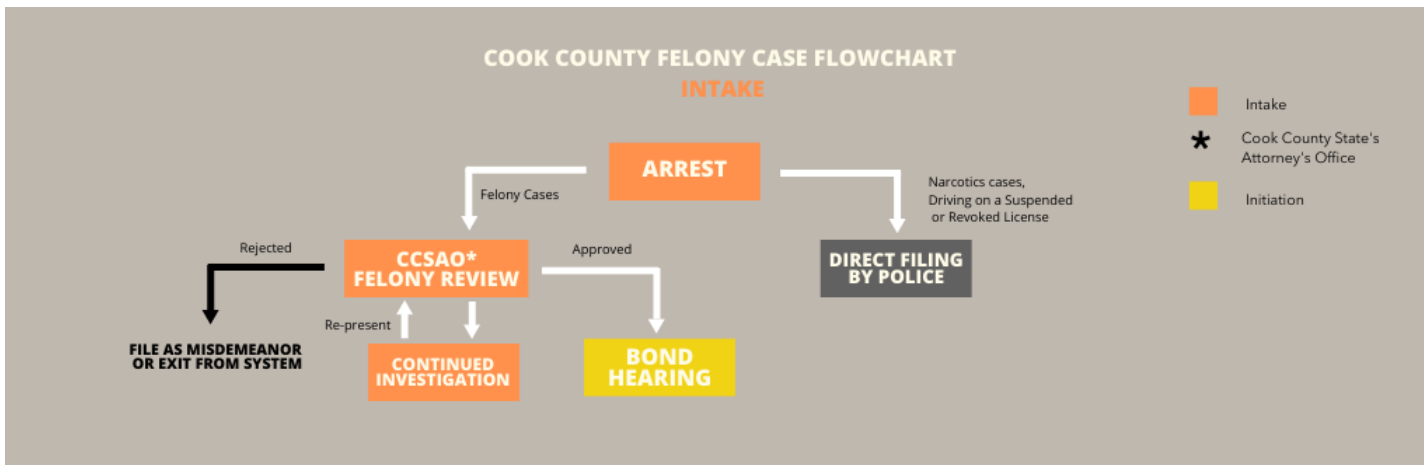 COOK COUNTY FELONY CASE FLOWCHART
INTAKE
Intake
*
Cook County State's
Attorney's Office
Initiation
ARREST
Felony Cases
Narcotics cases,
Driving on a Suspended
or Revoked License
Rejected
CCSAO*
FELONY REVIEW
Approved
DIRECT FILING
BY POLICE
Re-present
FILE AS MISDEMEANOR
OR EXIT FROM SYSTEM
CONTINUED
INVESTIGATION
BOND
HEARING